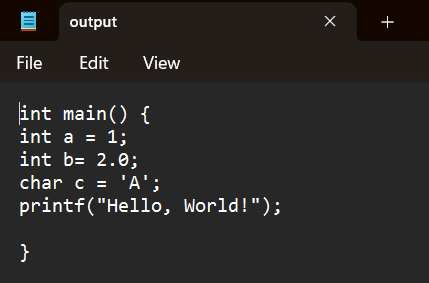 output
File Edit View
int main() {
int a = 1;
int b= 2.0;
char c = 'A';
printf("Hello, World!");
}